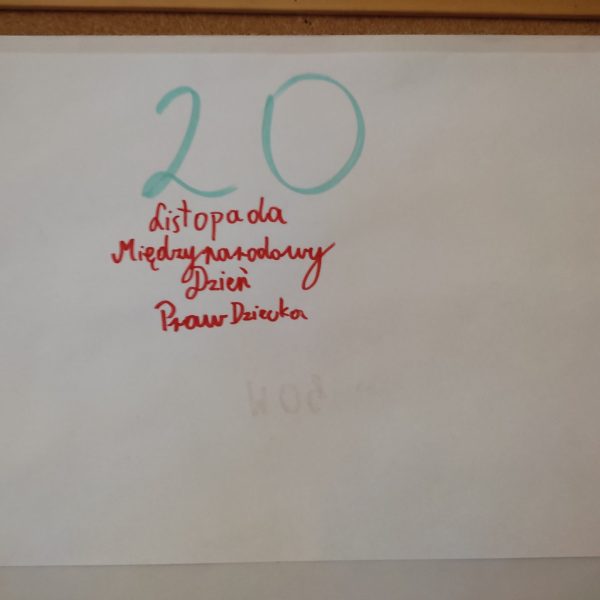 20
Listopada
Międzynarodowy
Dzień
Praw Dziecka